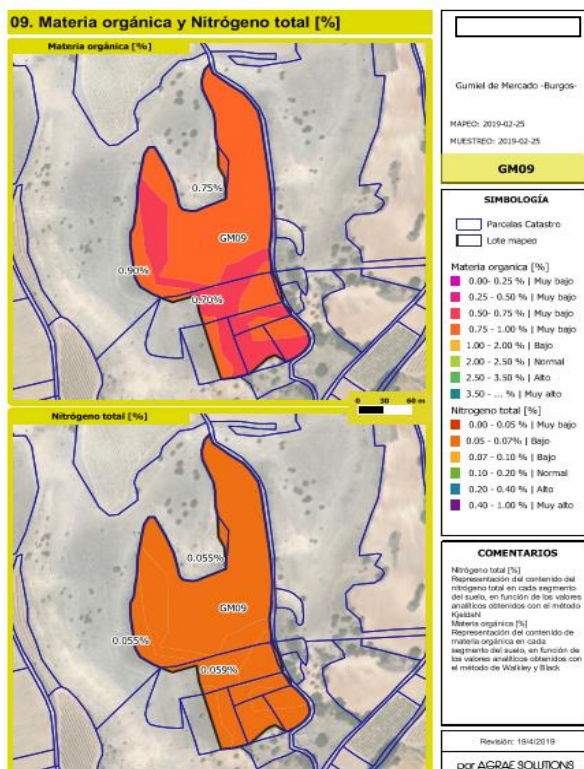 09. Materia orgánica y Nitrógeno total [%]
Materia orgánica [%]
0.75%
GM09
0.90%
0.70%
0 30 60 m
Nitrógeno total [%]
0.055%
GM09
0.055%
0.059%
Gumiel de Mercado -Burgos-
MAPEO: 2019-02-25
MUESTREO: 2019-02-25
GM09
SIMBOLOGÍA
Parcelas Catastro
Lote mapeo
Materia organica [%]
0.00- 0.25 % | Muy bajo
0.25 - 0.50 % | Muy bajo
0.50- 0.75 % | Muy bajo
0.75 - 1.00 % | Muy bajo
1.00 - 2.00 % | Bajo
2.00 - 2.50 % | Normal
2.50 - 3.50 % | Alto
3.50 - ... % | Muy alto
Nitrogeno total [%]
0.00 - 0.05 % | Muy bajo
0.05 - 0.07% | Bajo
0.07 - 0.10 % | Bajo
0.10 - 0.20 % | Normal
0.20 - 0.40 % | Alto
0.40 - 1.00 % | Muy alto
COMENTARIOS
Nitrógeno total [%]
Representación del contenido del
nitrógeno total en cada segmento
del suelo, en función de los valores
analíticos obtenidos con el método
Kjeldahl
Materia orgánica [%]
Representación del contenido de
materia orgánica en cada
segmento del suelo, en función de
los valores analíticos obtenidos con
el método de Walkley y Black
Revisión: 19/4/2019
por AGRAE SOLUTIONS